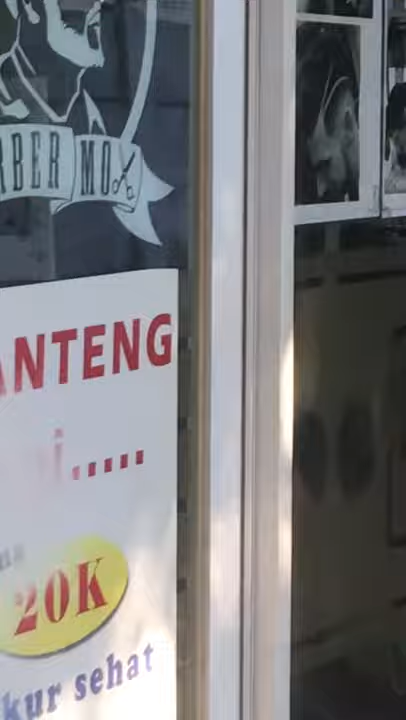 BER MO
ANTENG
i.....
20K
kur sehat